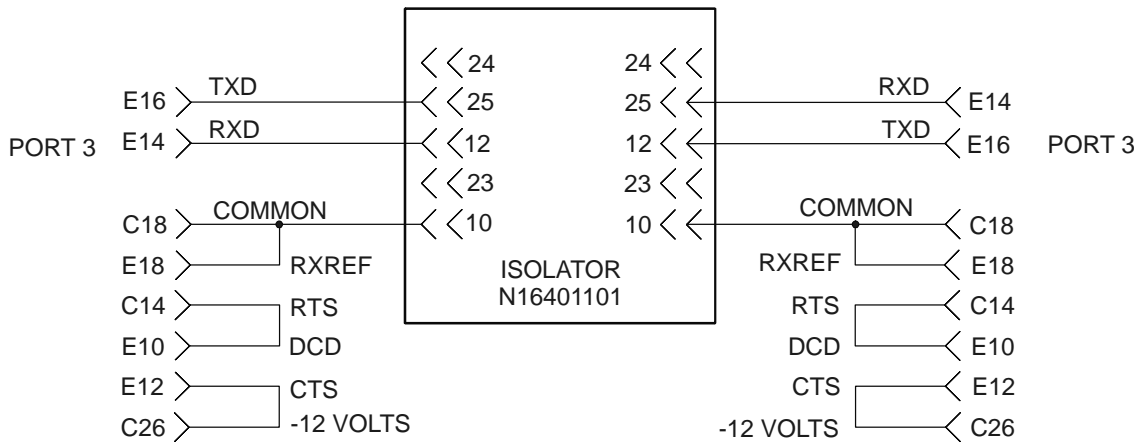 24 24
E16 TXD 25 25 RXD E14
PORT 3 E14 RXD 12 12 TXD E16 PORT 3
23 23
C18 COMMON 10 10 COMMON C18
E18 RXREF RXREF E18
ISOLATOR
N16401101
C14 RTS RTS C14
E10 DCD DCD E10
E12 CTS CTS E12
C26 -12 VOLTS -12 VOLTS C26